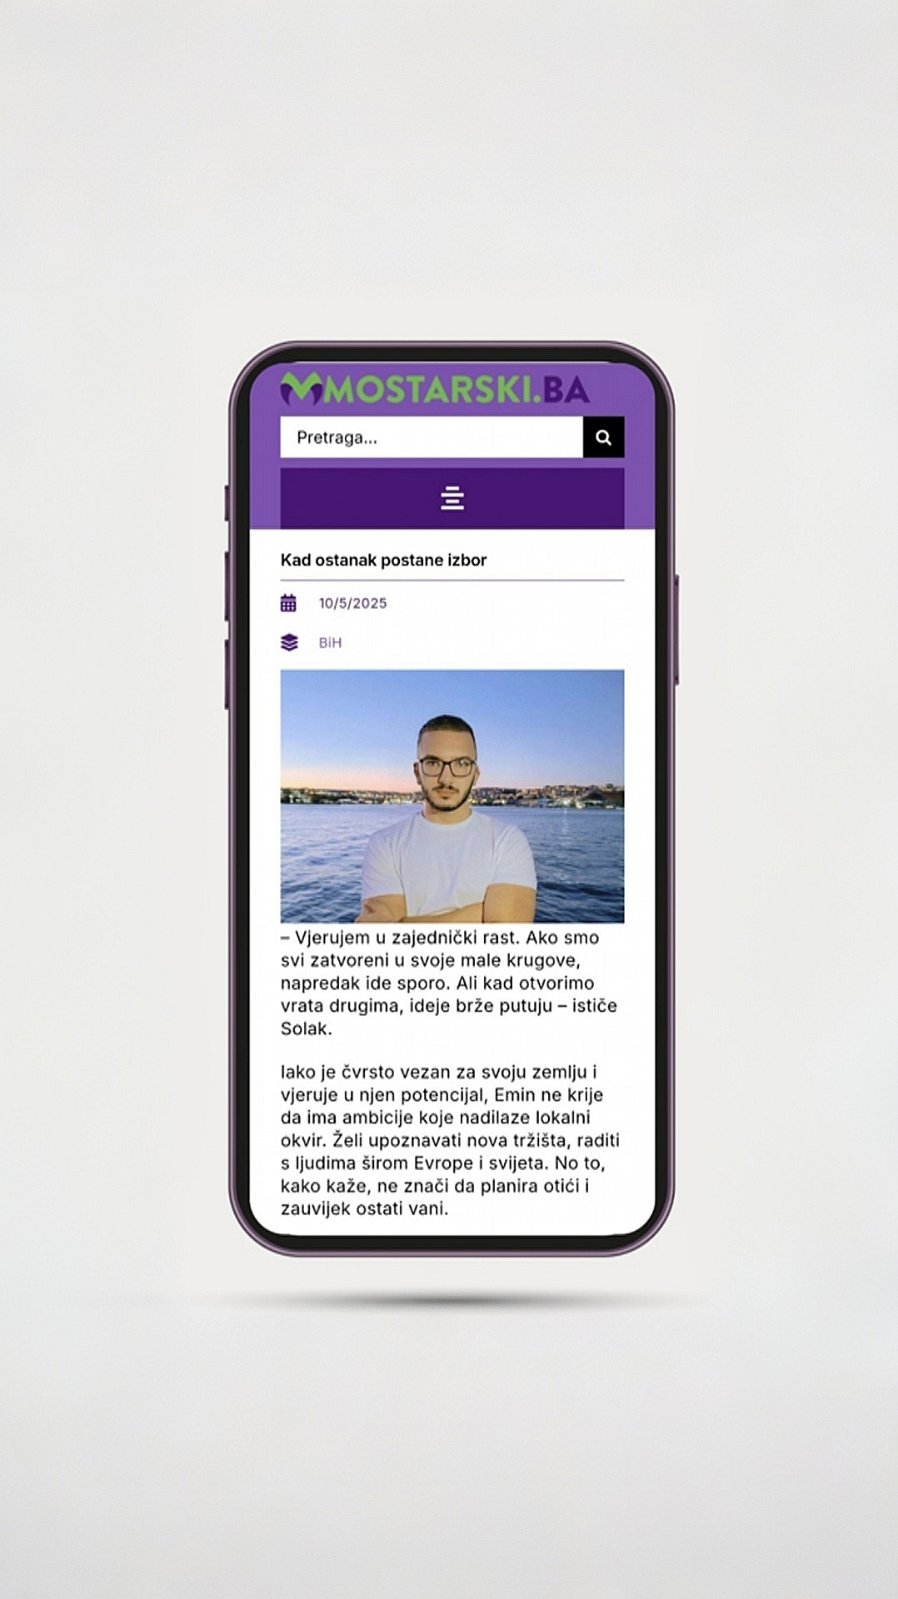 MOSTARSKI.BA
Pretraga...
Kad ostanak postane izbor
10/5/2025
BiH
– Vjerujem u zajednički rast. Ako smo
svi zatvoreni u svoje male krugove,
napredak ide sporo. Ali kad otvorimo
vrata drugima, ideje brže putuju – ističe
Solak.
Iako je čvrsto vezan za svoju zemlju i
vjeruje u njen potencijal, Emin ne krije
da ima ambicije koje nadilaze lokalni
okvir. Želi upoznavati nova tržišta, raditi
s ljudima širom Evrope i svijeta. No to,
kako kaže, ne znači da planira otići i
zauvijek ostati vani.